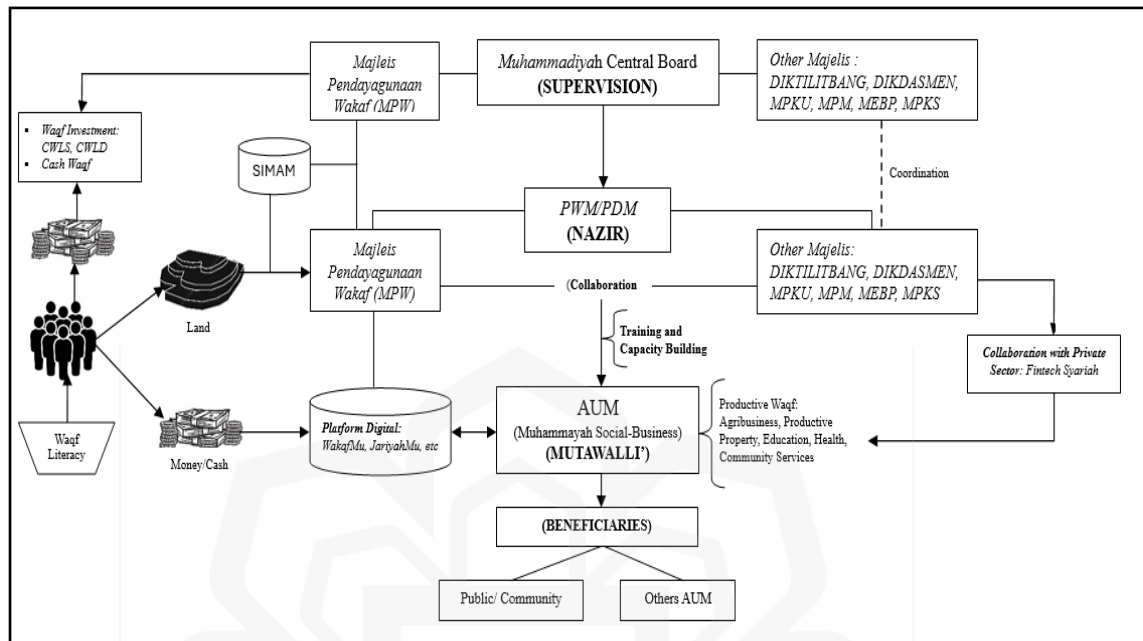 Majleis
Pendayagunaan
Wakaf (MPW)
Muhammadiyah Central Board
(SUPERVISION)
Other Majelis :
DIKTILITBANG, DIKDASMEN,
MPKU, MPM, MEBP, MPKS
▪ Waqf Investment:
CWLS, CWLD
▪ Cash Waqf
SIMAM
Coordination
PWM/PDM
(NAZIR)
Majleis
Pendayagunaan
Wakaf (MPW)
Other Majelis:
DIKTILITBANG, DIKDASMEN,
MPKU, MPM, MEBP, MPKS
(Collaboration
Land
Training and
Capacity Building
Collaboration with Private
Sector: Fintech Syariah
Waqf
Literacy
Money/Cash
Platform Digital:
WakafMu, JariyahMu, etc
AUM
(Muhammayah Social-Business)
(MUTAWALLI’)
Productive Waqf:
Agribusiness, Productive
Property, Education, Health,
Community Services
(BENEFICIARIES)
Public/ Community
Others AUM